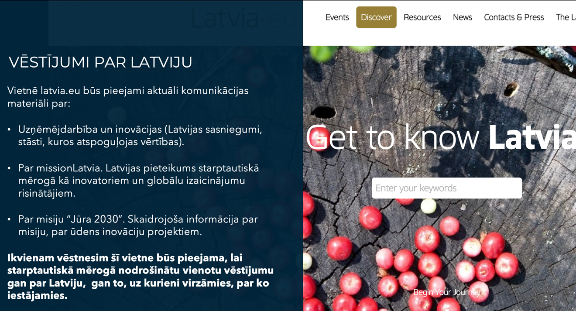 Events Discover Resources News Contacts & Press The L
VĒSTĪJUMI PAR LATVIJU
Vietnē latvia.eu būs pieejami aktuāli komunikācijas
materiāli par:
• Uzņēmējdarbība un inovācijas (Latvijas sasniegumi,
stāsti, kuros atspoguļojas vērtības).
• Par missionLatvia. Latvijas pieteikums starptautiskā
mērogā kā inovatoriem un globālu izaicinājumu
risinātājiem.
• Par misiju “Jūra 2030”. Skaidrojoša informācija par
misiju, par ūdens inovāciju projektiem.
Ikvienam vēstnesim šī vietne būs pieejama, lai
starptautiskā mērogā nodrošinātu vienotu vēstījumu
gan par Latviju, gan to, uz kurieni virzāmies, par ko
iestājamies.
Get to know Latvia
Enter your keywords
Begin Your Journey